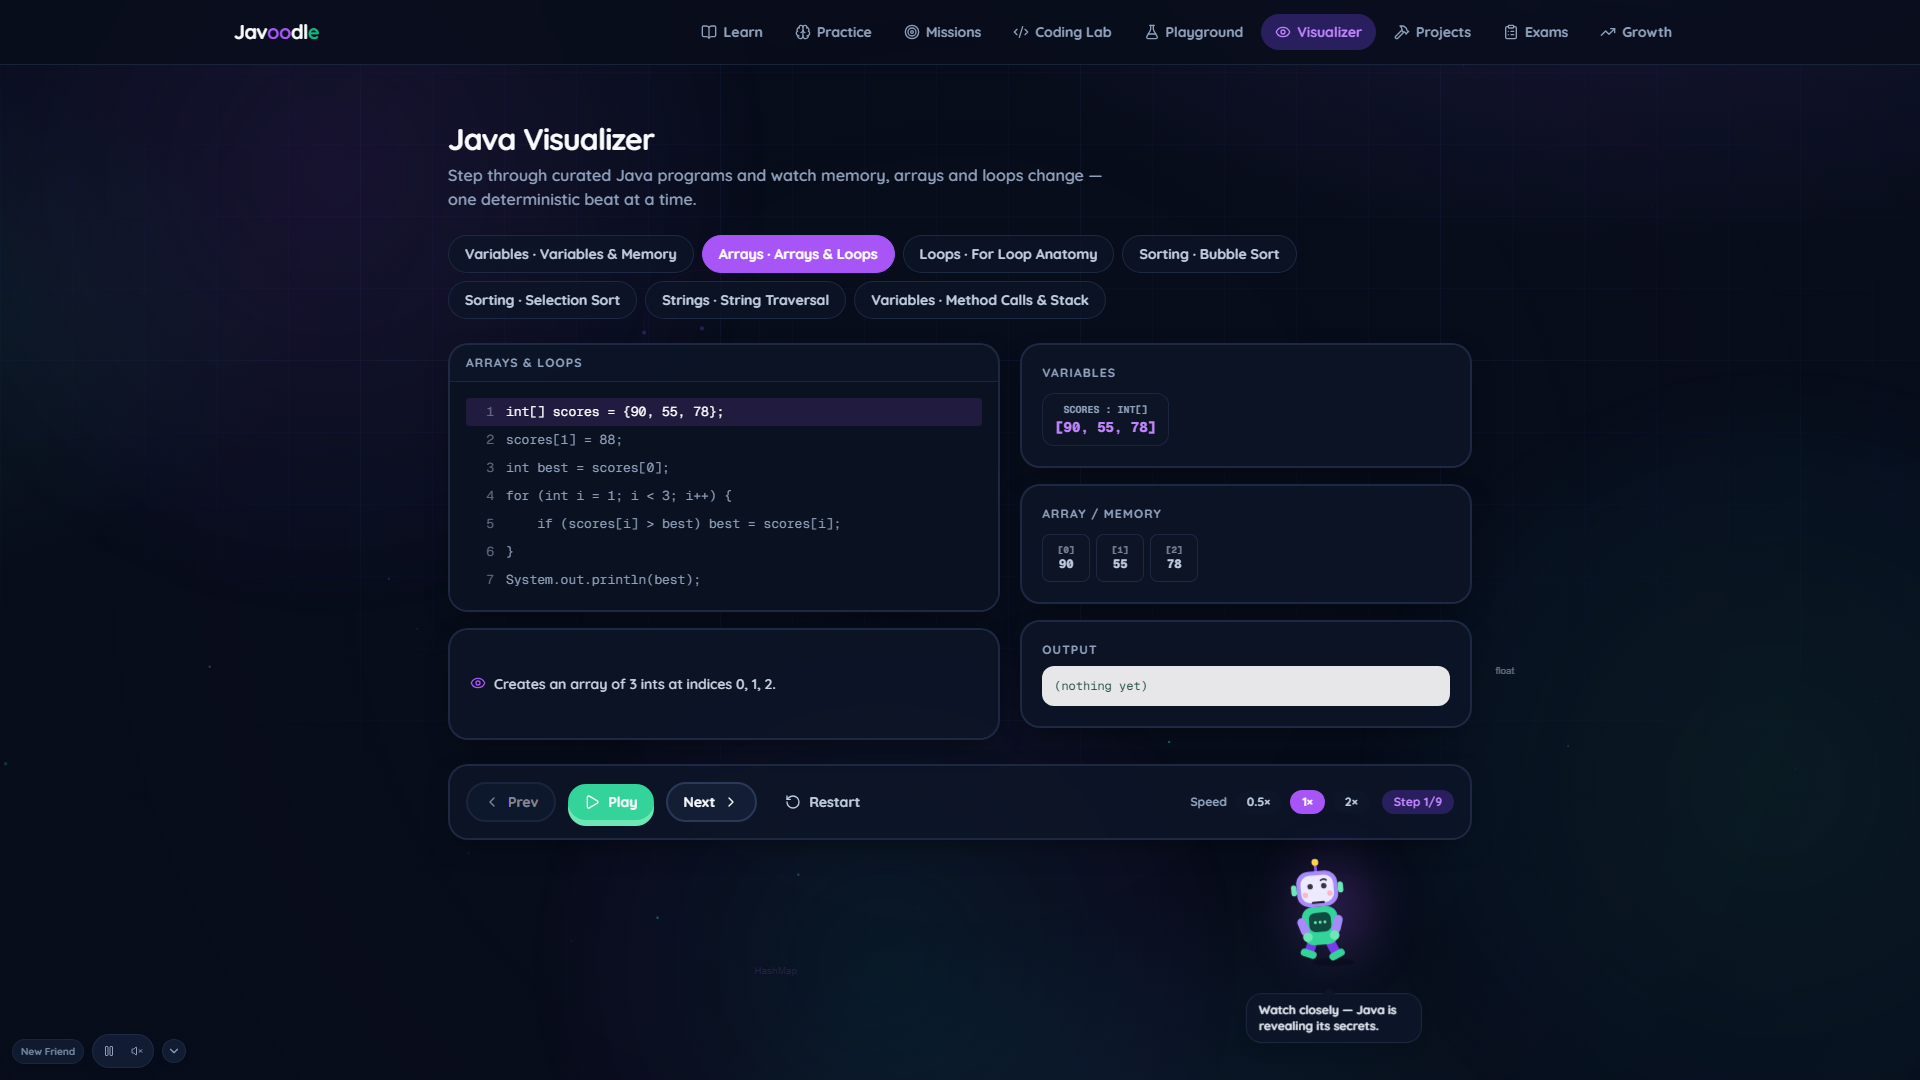 Javoodle
Learn
Practice
Missions
Coding Lab
Playground
Visualizer
Projects
Exams
Growth
Java Visualizer
Step through curated Java programs and watch memory, arrays and loops change —
one deterministic beat at a time.
Variables · Variables & Memory
Arrays · Arrays & Loops
Loops · For Loop Anatomy
Sorting · Bubble Sort
Sorting · Selection Sort
Strings · String Traversal
Variables · Method Calls & Stack
ARRAYS & LOOPS
1 int[] scores = {90, 55, 78};
2 scores[1] = 88;
3 int best = scores[0];
4 for (int i = 1; i < 3; i++) {
5     if (scores[i] > best) best = scores[i];
6 }
7 System.out.println(best);
Creates an array of 3 ints at indices 0, 1, 2.
VARIABLES
SCORES : INT[]
[90, 55, 78]
ARRAY / MEMORY
[0] [1] [2]
90 55 78
OUTPUT
(nothing yet)
float
Prev
Play
Next
Restart
Speed
0.5×
1×
2×
Step 1/9
HashMap
Watch closely — Java is
revealing its secrets.
New Friend